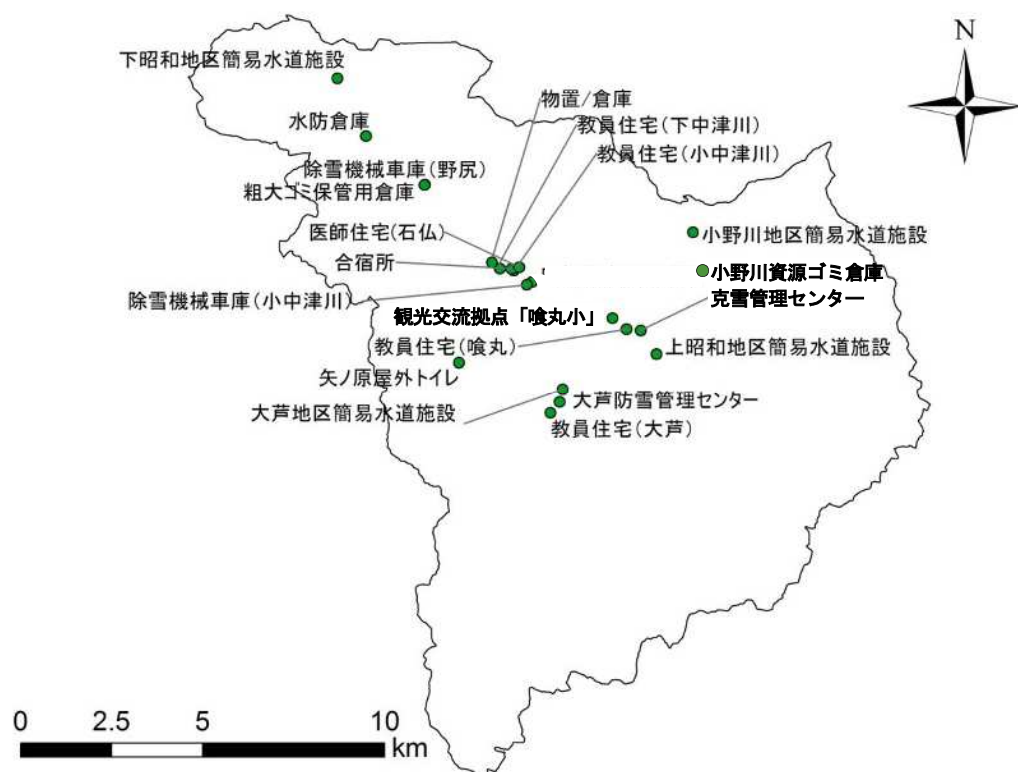 N
下昭和地区簡易水道施設
物置/倉庫
水防倉庫
教員住宅(下中津川)
教員住宅(小中津川)
除雪機械車庫(野尻)
粗大ゴミ保管用倉庫
医師住宅(石仏)
小野川地区簡易水道施設
合宿所
小野川資源ゴミ倉庫
除雪機械車庫(小中津川)
克雪管理センター
観光交流拠点「喰丸小」
教員住宅(喰丸)
上昭和地区簡易水道施設
矢ノ原屋外トイレ
大芦地区簡易水道施設
大芦防雪管理センター
教員住宅(大芦)
0 2.5 5 10
km